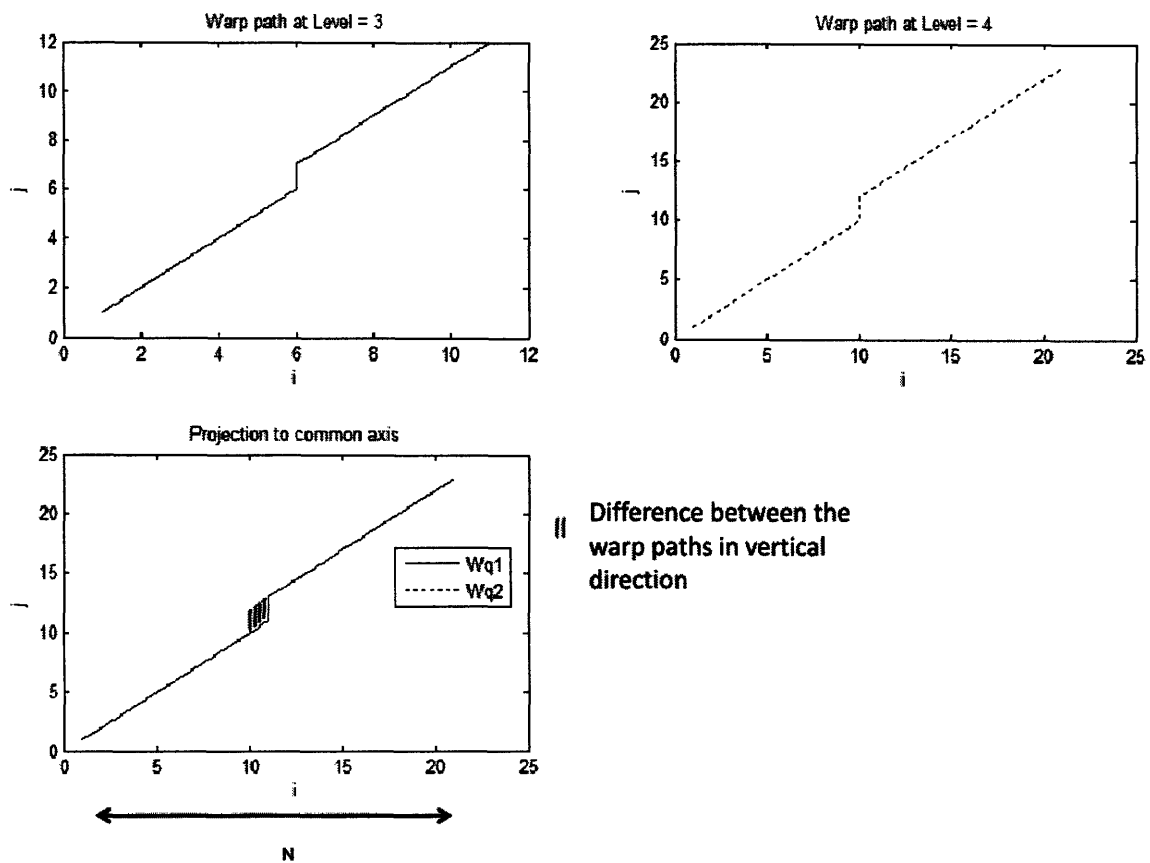 Warp path at Level = 3
12
10
8
6
4
2
0
j
0 2 4 6 8 10 12
i
Warp path at Level = 4
25
20
15
10
5
0
j
0 5 10 15 20 25
i
Projection to common axis
25
20
15
10
5
0
j
Wq1
Wq2
0 5 10 15 20 25
i
N
Difference between the
warp paths in vertical
direction